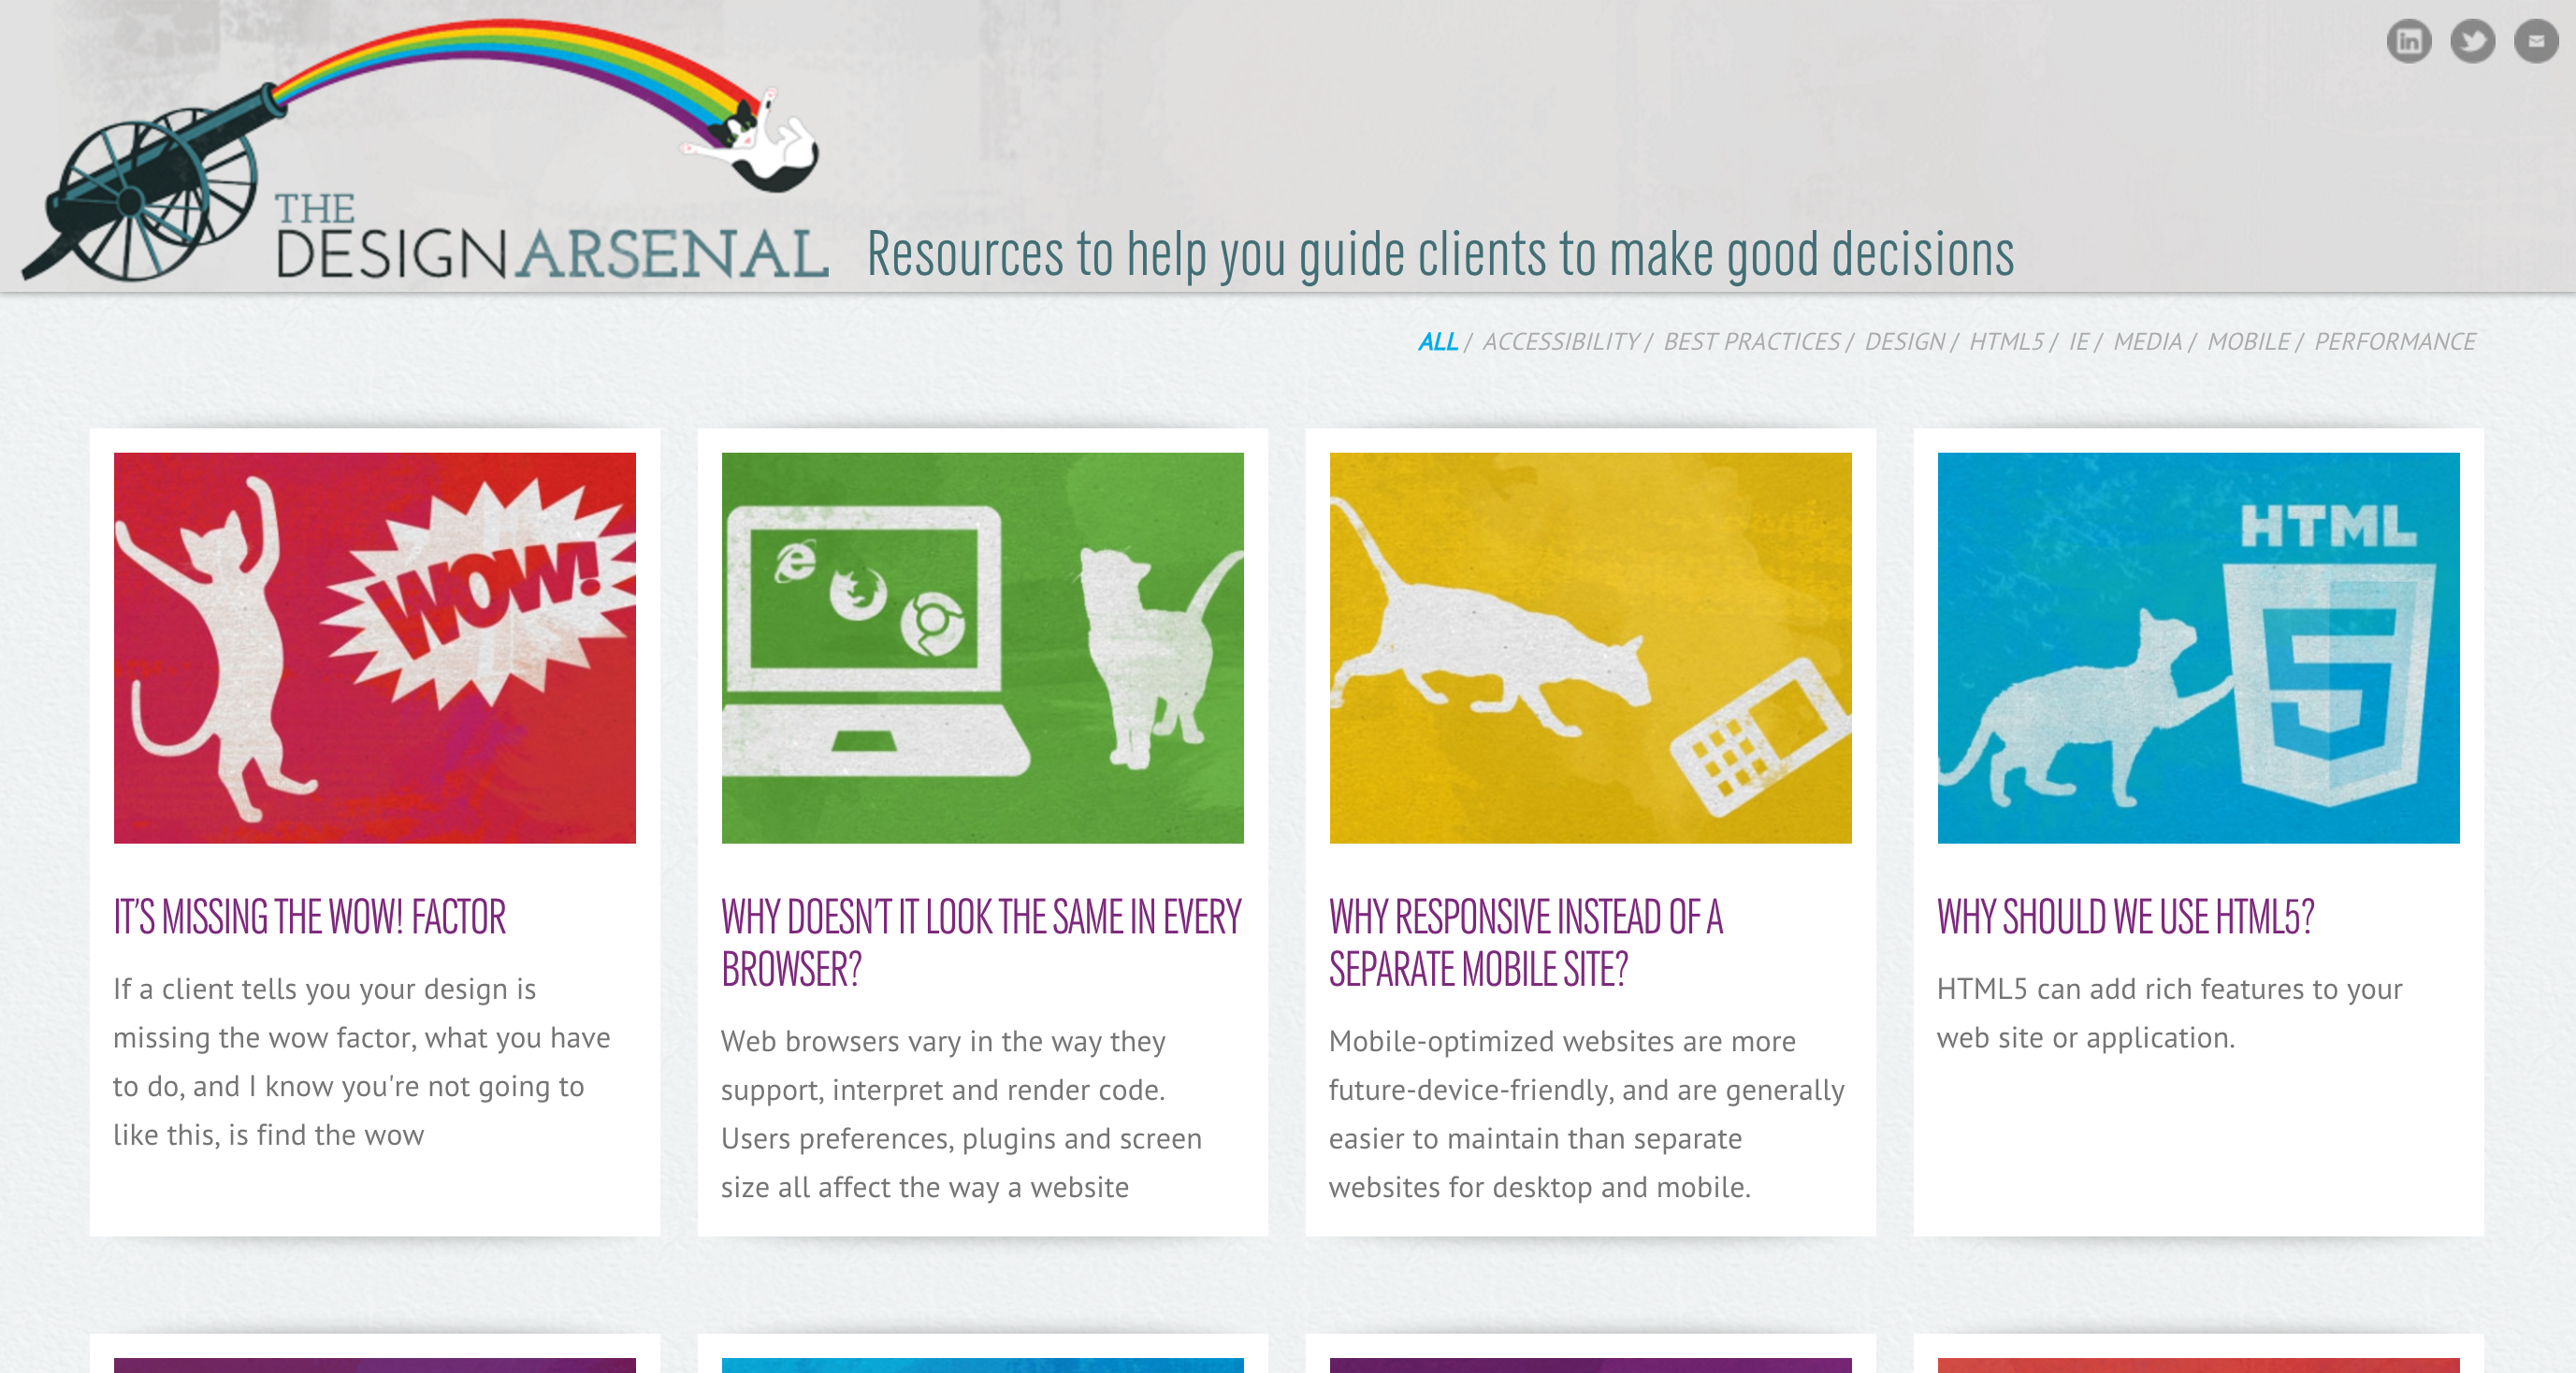 THE
DESIGNARSENAL
Resources to help you guide clients to make good decisions
ALL / ACCESSIBILITY / BEST PRACTICES / DESIGN / HTML5 / IE / MEDIA / MOBILE / PERFORMANCE
WOW!
IT'S MISSING THE WOW! FACTOR
If a client tells you your design is
missing the wow factor, what you have
to do, and I know you're not going to
like this, is find the wow
WHY DOESN'T IT LOOK THE SAME IN EVERY
BROWSER?
Web browsers vary in the way they
support, interpret and render code.
Users preferences, plugins and screen
size all affect the way a website
WHY RESPONSIVE INSTEAD OF A
SEPARATE MOBILE SITE?
Mobile-optimized websites are more
future-device-friendly, and are generally
easier to maintain than separate
websites for desktop and mobile.
HTML
5
WHY SHOULD WE USE HTML5?
HTML5 can add rich features to your
web site or application.